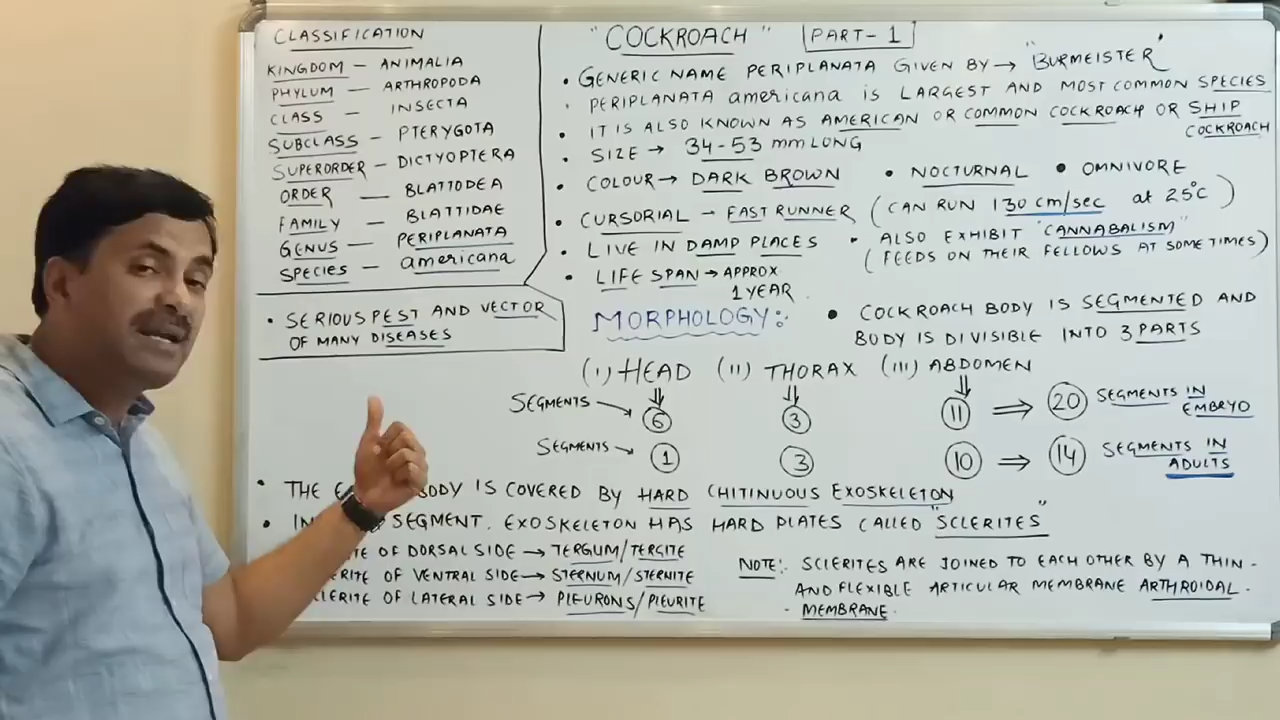 CLASSIFICATION
KINGDOM – ANIMALIA
PHYLUM – ARTHROPODA
CLASS – INSECTA
SUBCLASS – PTERYGOTA
SUPERORDER – DICTYOPTERA
ORDER – BLATTODEA
FAMILY – BLATTIDAE
GENUS – PERIPLANATA
SPECIES – americana
• SERIOUS PEST AND VECTOR
OF MANY DISEASES
"COCKROACH" PART-1
• GENERIC NAME PERIPLANATA GIVEN BY → "BURMEISTER"
• PERIPLANATA americana IS LARGEST AND MOST COMMON SPECIES
• IT IS ALSO KNOWN AS AMERICAN OR COMMON COCKROACH OR SHIP
COCKROACH
• SIZE → 34-53 mm LONG
• COLOUR → DARK BROWN • NOCTURNAL • OMNIVORE
• CURSORIAL – FAST RUNNER (CAN RUN 130 cm/sec at 25°C)
• LIVE IN DAMP PLACES • ALSO EXHIBIT "CANNABALISM"
(FEEDS ON THEIR FELLOWS AT SOME TIMES)
• LIFE SPAN → APPROX
1 YEAR
MORPHOLOGY:- • COCKROACH BODY IS SEGMENTED AND
BODY IS DIVISIBLE INTO 3 PARTS
(I) HEAD (II) THORAX (III) ABDOMEN
SEGMENTS → 6 3 11 ⇒ 20 SEGMENTS IN
EMBRYO
SEGMENTS → 1 3 10 ⇒ 14 SEGMENTS IN
ADULTS
• THE BODY IS COVERED BY HARD CHITINUOUS EXOSKELETON
• IN SEGMENT. EXOSKELETON HAS HARD PLATES CALLED "SCLERITES"
OF DORSAL SIDE → TERGUM/TERGITE
OF VENTRAL SIDE → STERNUM/STERNITE
OF LATERAL SIDE → PLEURONS/PLEURITE
NOTE:- SCLERITES ARE JOINED TO EACH OTHER BY A THIN -
AND FLEXIBLE ARTICULAR MEMBRANE ARTHROIDAL -
- MEMBRANE.